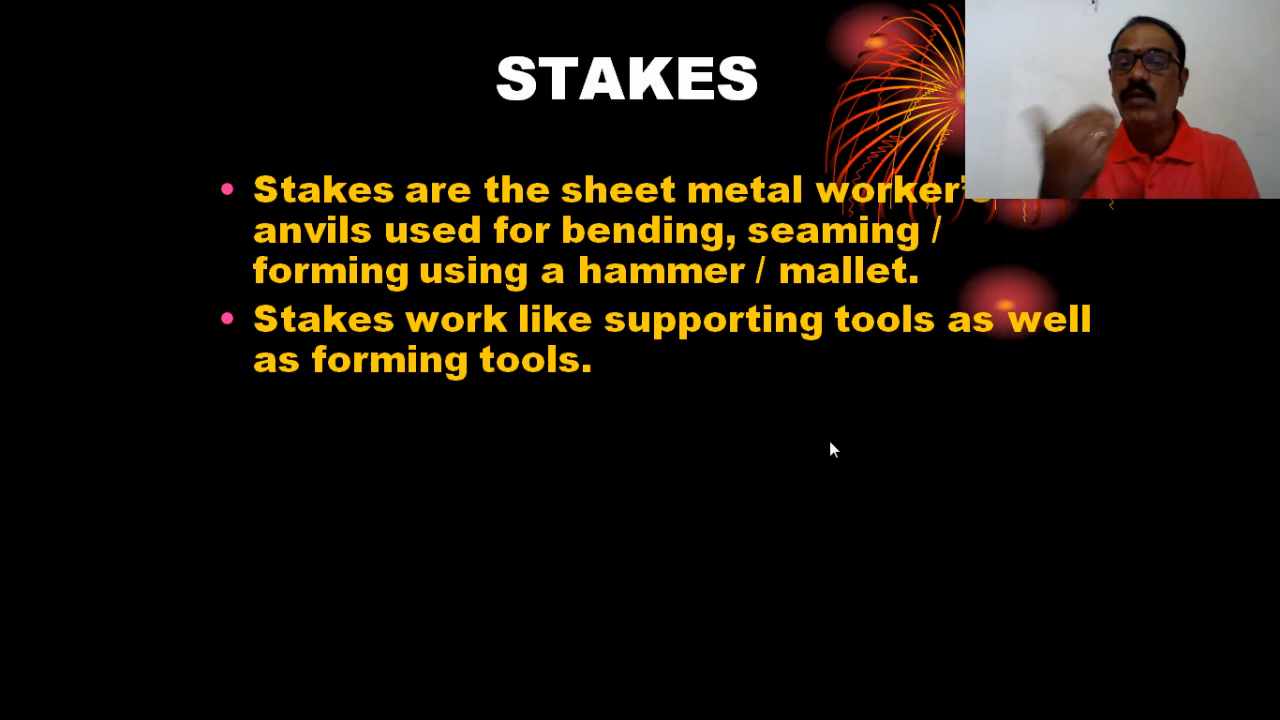 STAKES
• Stakes are the sheet metal worker's
anvils used for bending, seaming /
forming using a hammer / mallet.
• Stakes work like supporting tools as well
as forming tools.